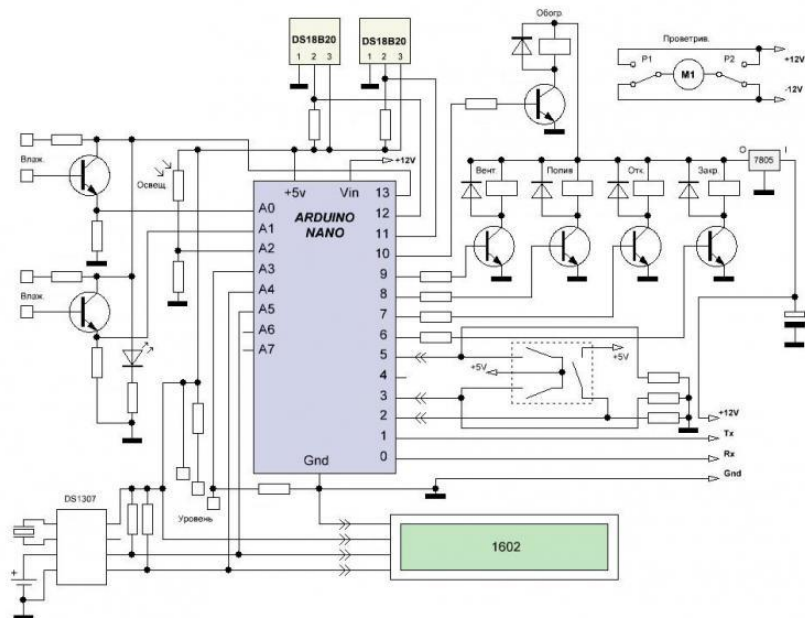 DS18B20
1 2 3
DS18B20
1 2 3
Обогр.
Проветрив.
P1
M1
P2
+12V
-12V
Влаж.
Освещ.
+12V
+5v
Vin
13
ARDUINO
NANO
12
11
10
9
8
7
6
5
4
3
2
1
0
A0
A1
A2
A3
A4
A5
A6
A7
Gnd
Вент.
Полив
Отк.
Закр.
O
7805
I
Влаж.
+5V
+5V
+12V
Tx
Rx
Gnd
Уровень
DS1307
+
1602